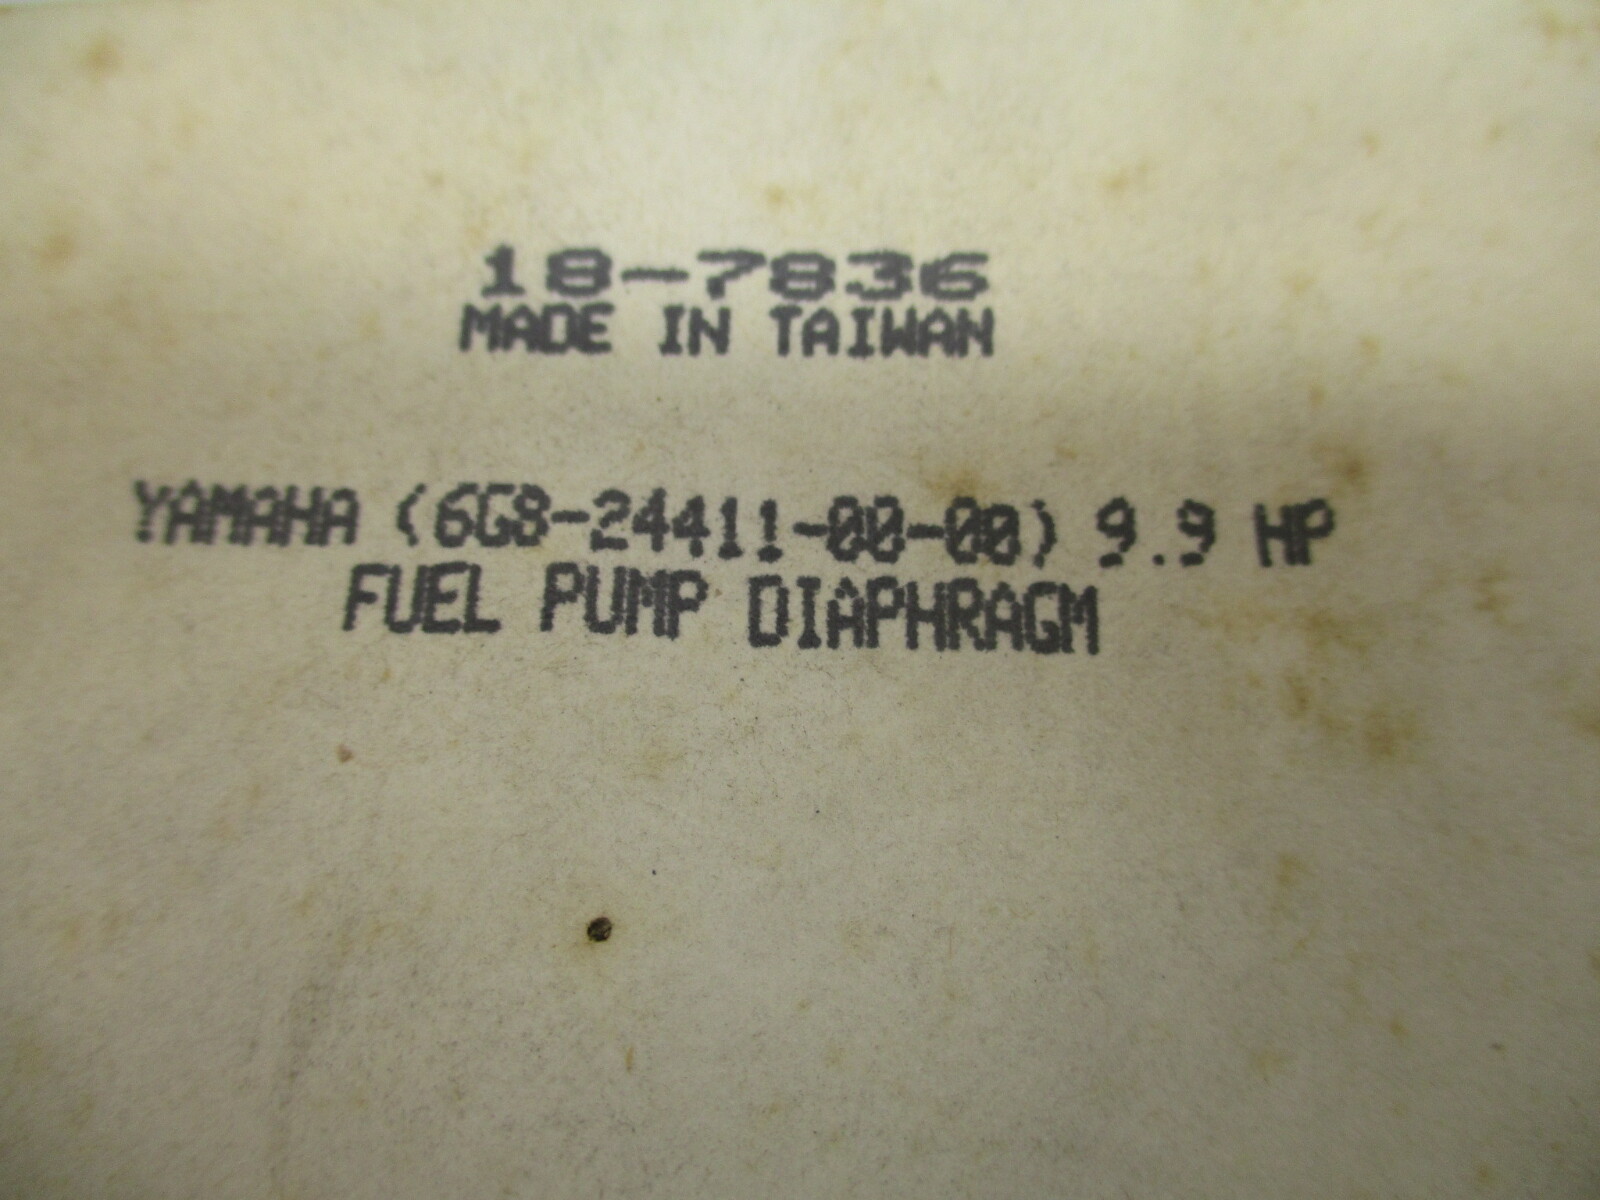 18-7836
MADE IN TAIWAN
YAMAHA (6G8-24411-00-00) 9.9 HP
FUEL PUMP DIAPHRAGM